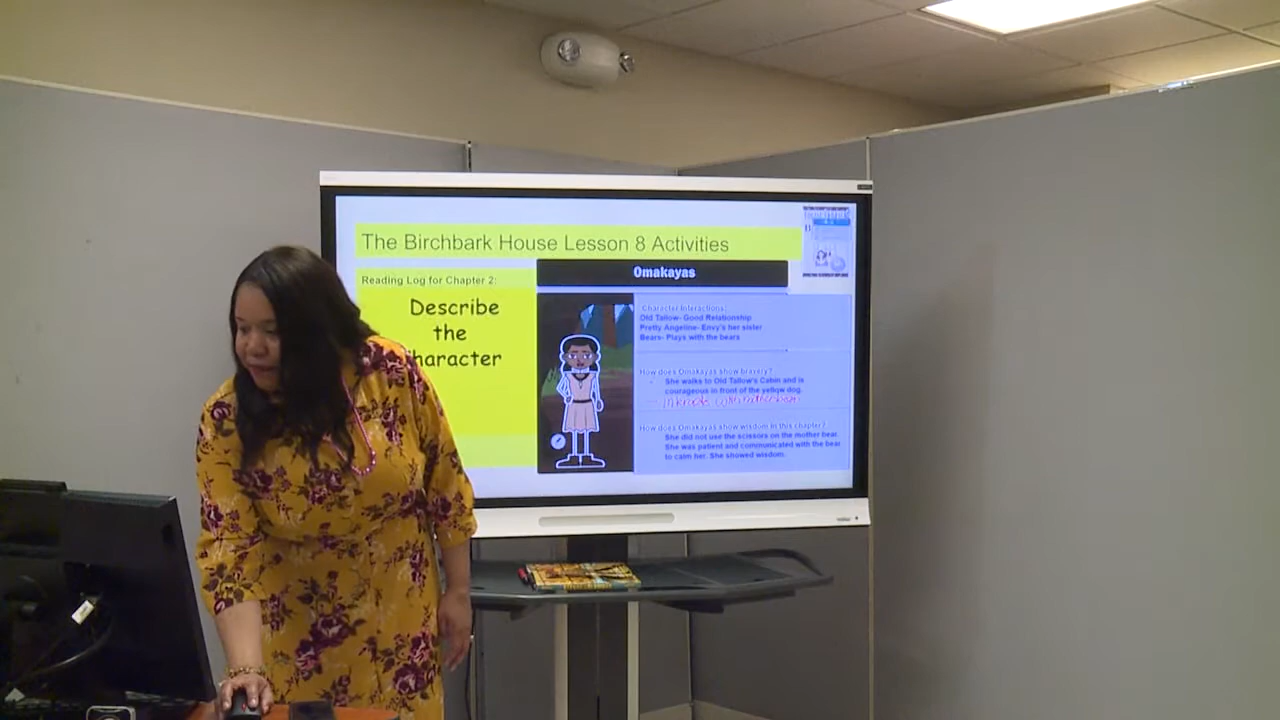 The Birchbark House Lesson 8 Activities
Reading Log for Chapter 2:
Describe
the
haracter
Omakayas
Character Interactions:
Old Tallow- Good Relationship
Pretty Angeline- Envy's her sister
Bears- Plays with the bears
How does Omakayas show bravery?
- She walks to Old Tallow's Cabin and is
courageous in front of the yellow dog.
How does Omakayas show wisdom in this chapter?
She did not use the scissors on the mother bear.
She was patient and communicated with the bear
to calm her. She showed wisdom.